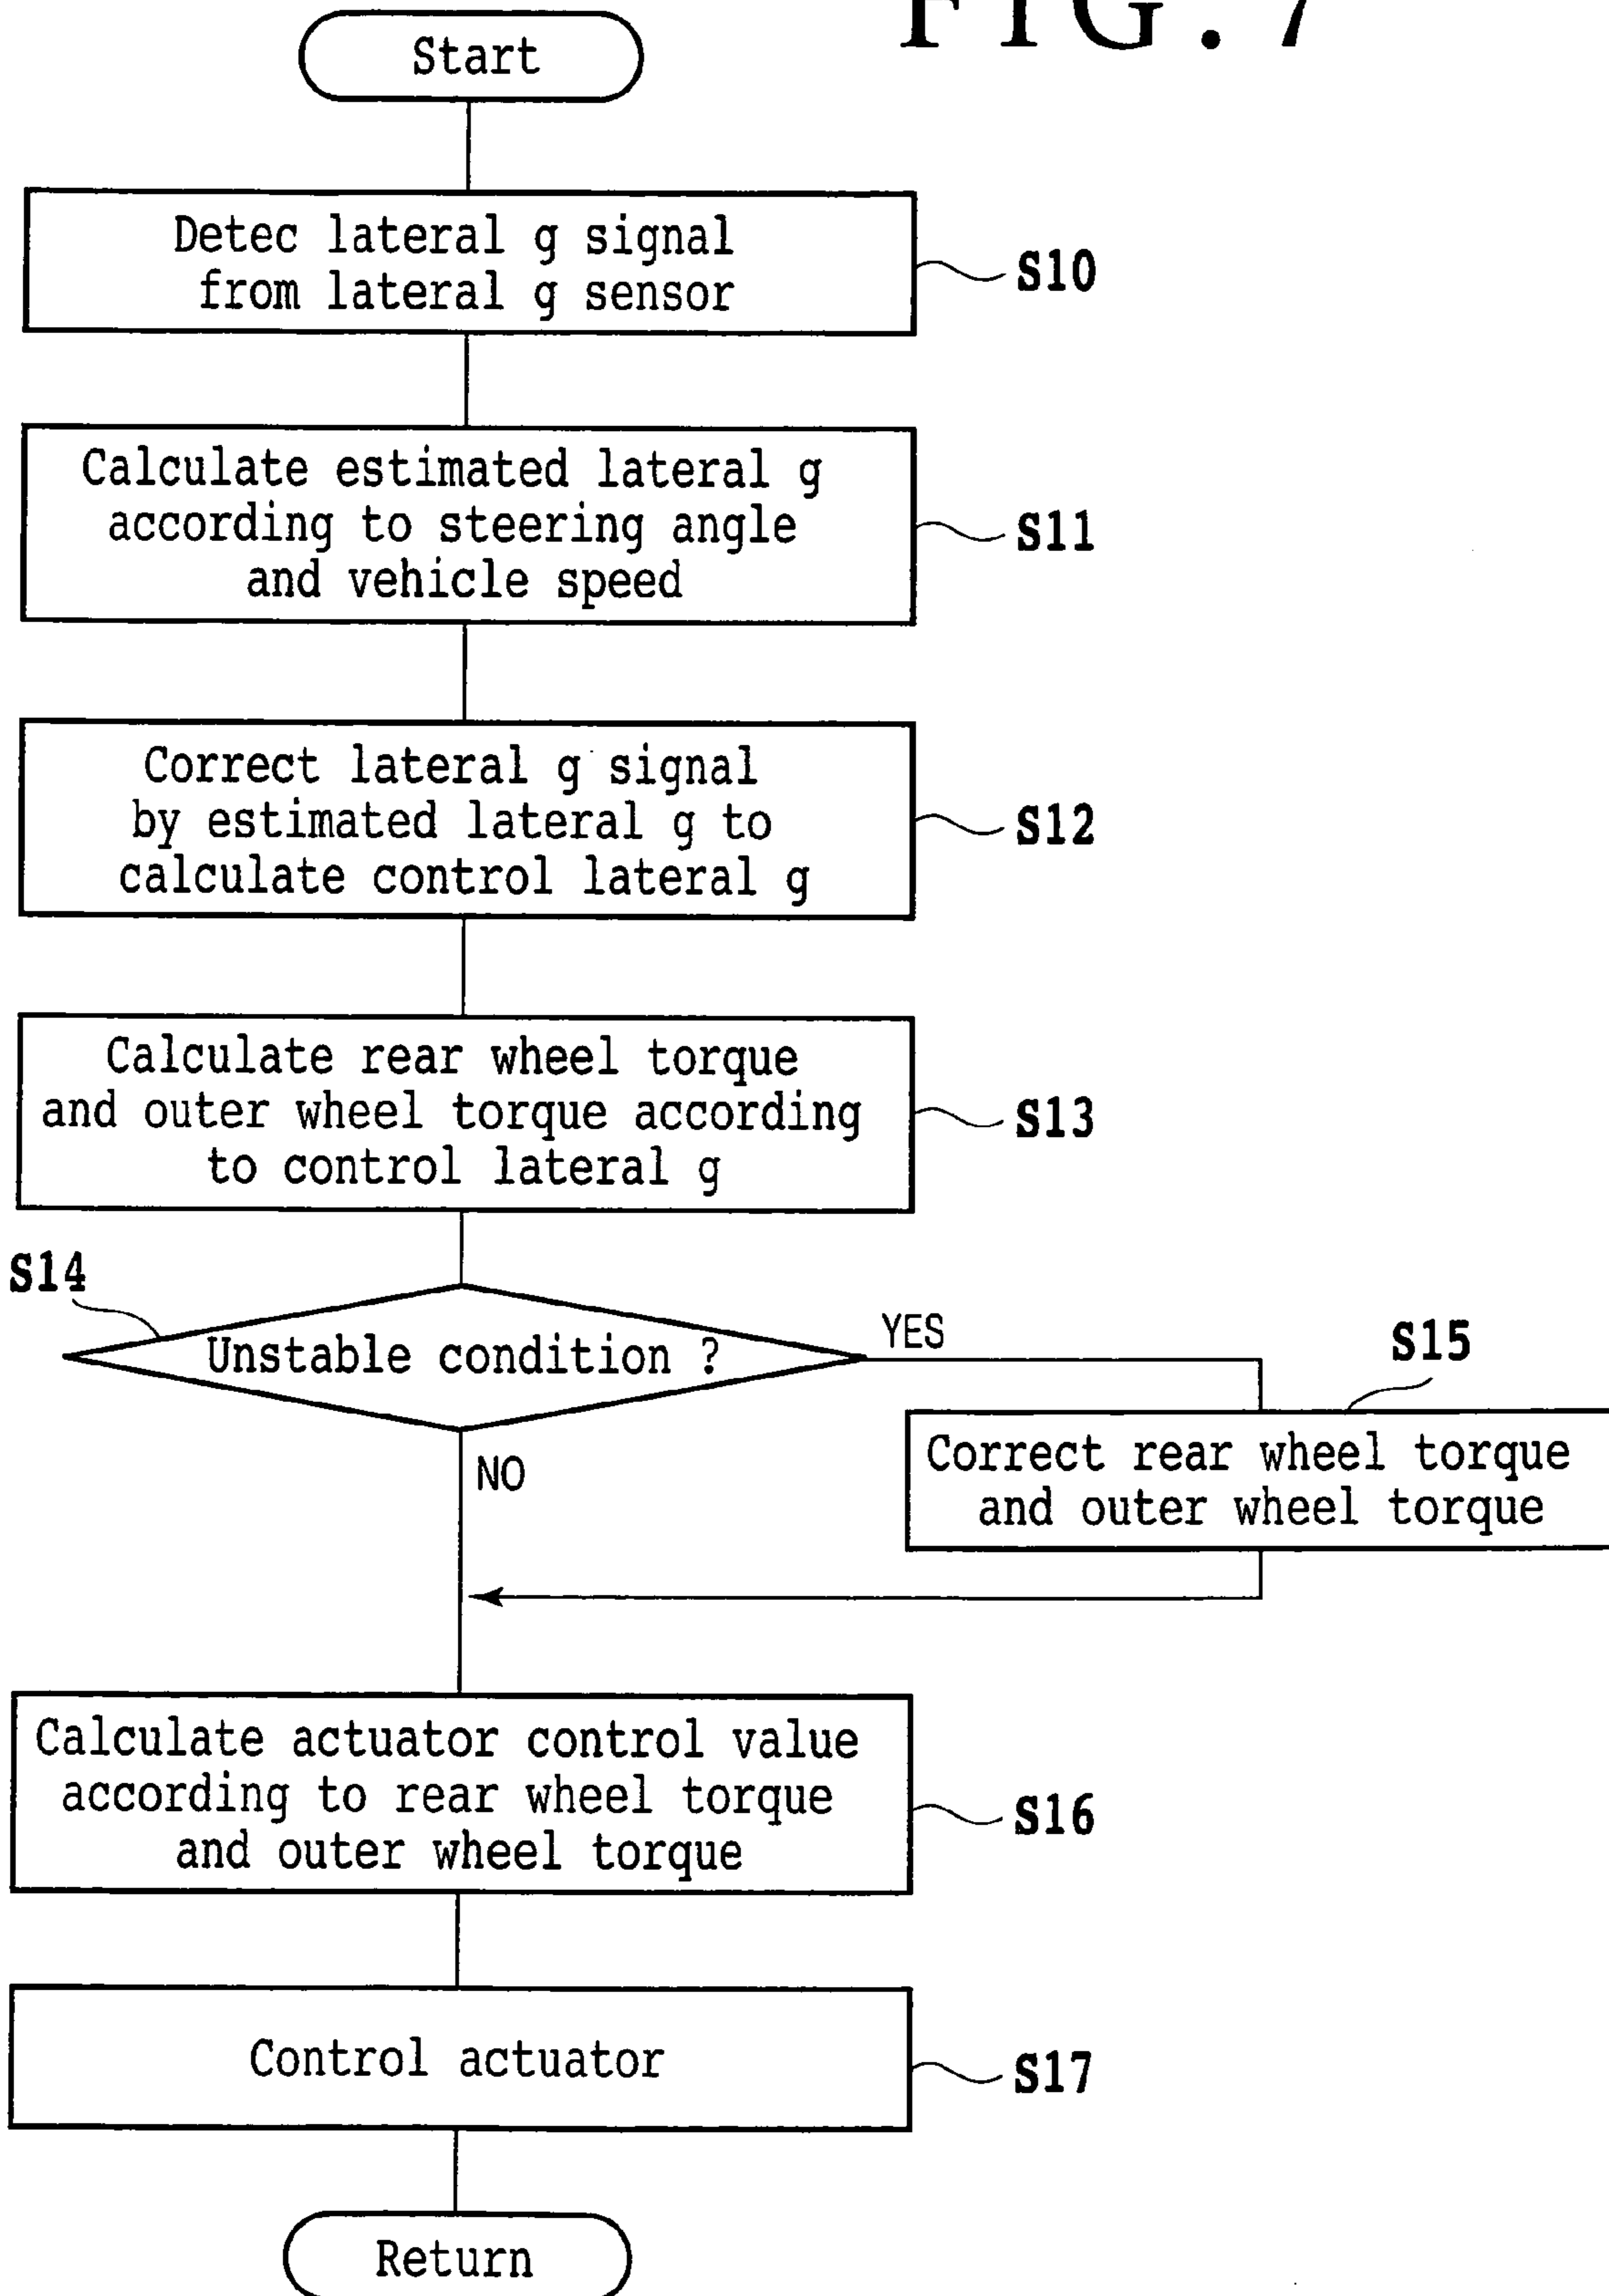 FIG. 7
Start
Detec lateral g signal
from lateral g sensor
S10
Calculate estimated lateral g
according to steering angle
and vehicle speed
S11
Correct lateral g signal
by estimated lateral g to
calculate control lateral g
S12
Calculate rear wheel torque
and outer wheel torque according
to control lateral g
S13
S14
Unstable condition ?
YES
NO
S15
Correct rear wheel torque
and outer wheel torque
Calculate actuator control value
according to rear wheel torque
and outer wheel torque
S16
Control actuator
S17
Return